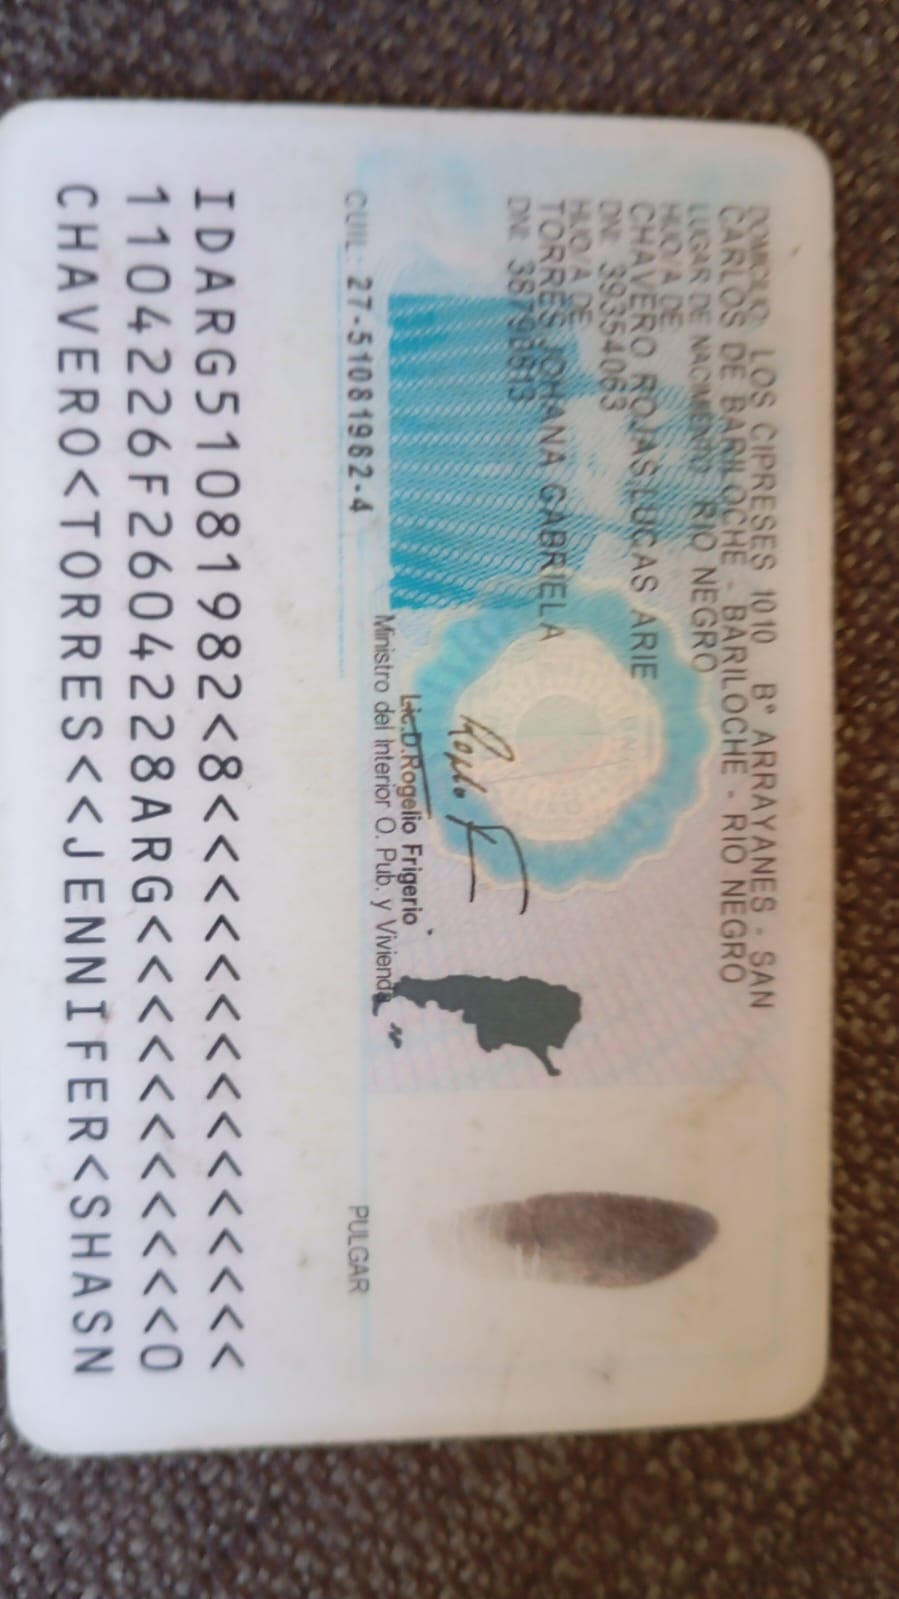 DOMICILIO: LOS CIPRESES 1010 Bº ARRAYANES - SAN
CARLOS DE BARILOCHE - BARILOCHE - RIO NEGRO
LUGAR DE NACIMIENTO: RIO NEGRO
HIJO/A DE
CHAVERO ROJAS, LUCAS ARIE
DNI: 39354063
HIJO/A DE
TORRES, JOHANA GABRIELA
DNI:
Lic. D. Rogelio Frigerio
Ministro del Interior O. Pub. y Vivienda
CUIL: 27-51081982-4
PULGAR
IDARG51081982<8<<<<<<<<<<<<<<<
1104226F2604228ARG<<<<<<<<<<<0
CHAVERO<TORRES<<JENNIFER<SHASN